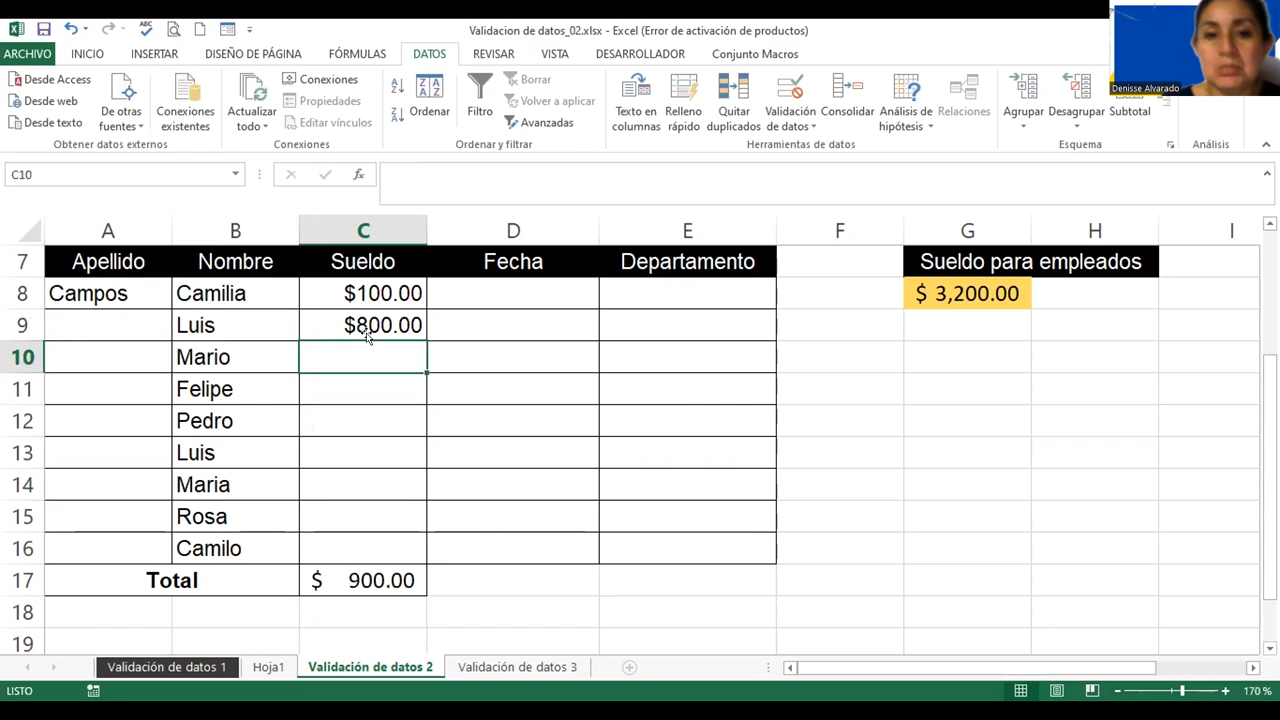 Validacion de datos_02.xlsx - Excel (Error de activación de productos)
ARCHIVO INICIO INSERTAR DISEÑO DE PÁGINA FÓRMULAS DATOS REVISAR VISTA DESARROLLADOR Conjunto Macros
Denisse Alvarado
Desde Access
Desde web
Desde texto
De otras fuentes
Conexiones existentes
Obtener datos externos
Actualizar todo
Conexiones
Propiedades
Editar vínculos
Conexiones
Ordenar
Filtro
Borrar
Volver a aplicar
Avanzadas
Ordenar y filtrar
Texto en columnas
Relleno rápido
Quitar duplicados
Validación de datos
Consolidar
Análisis de hipótesis
Relaciones
Herramientas de datos
Agrupar
Desagrupar
Subtotal
Esquema
Análisis
C10
fx
A B C D E F G H I
7 Apellido Nombre Sueldo Fecha Departamento Sueldo para empleados
8 Campos Camilia $100.00 $ 3,200.00
9 Luis $800.00
10 Mario
11 Felipe
12 Pedro
13 Luis
14 Maria
15 Rosa
16 Camilo
17 Total $ 900.00
18
19
Validación de datos 1 Hoja1 Validación de datos 2 Validación de datos 3
LISTO 170 %